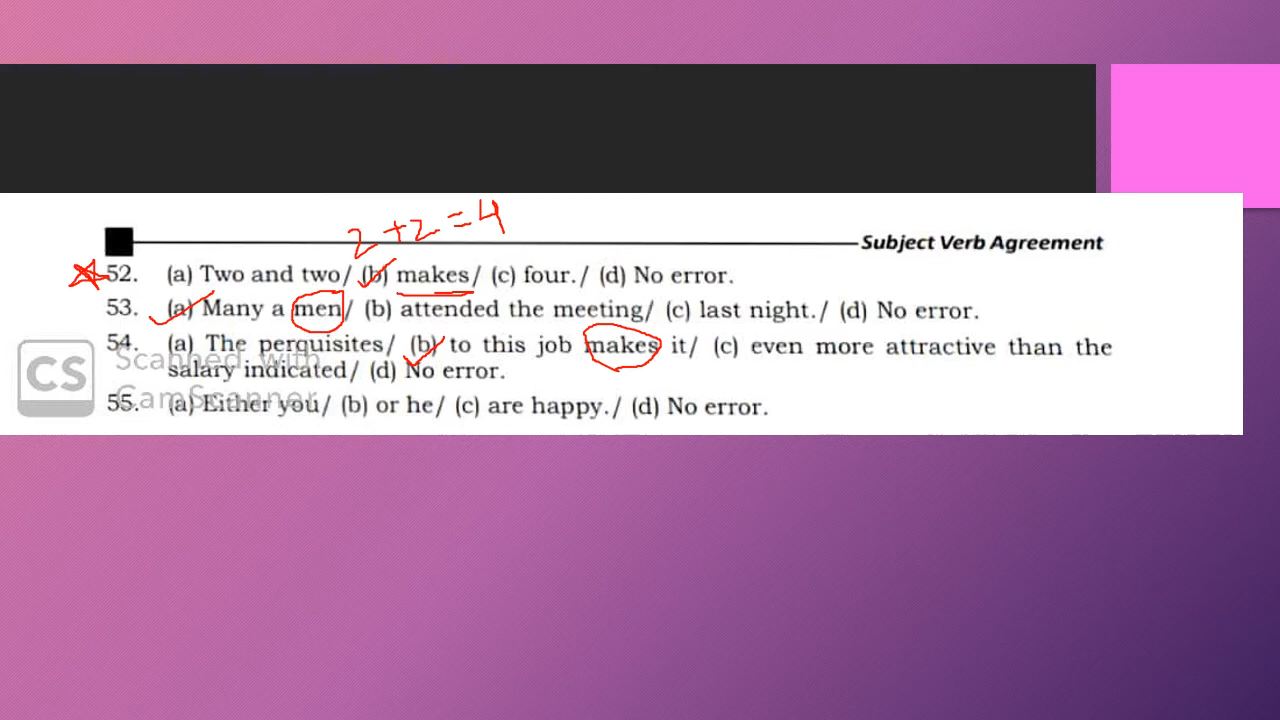 2+2=4
Subject Verb Agreement
52. (a) Two and two/ (b) makes/ (c) four./ (d) No error.
53. (a) Many a men/ (b) attended the meeting/ (c) last night./ (d) No error.
54. (a) The perquisites/ (b) to this job makes it/ (c) even more attractive than the
salary indicated/ (d) No error.
55. (a) Either you/ (b) or he/ (c) are happy./ (d) No error.
CS
Scanned with
CamScanner